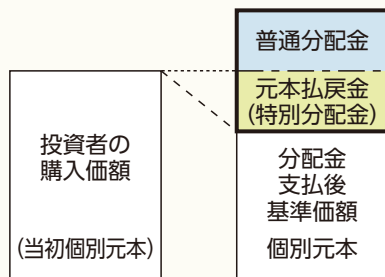 普通分配金
元本払戻金
(特別分配金)
投資者の
購入価額
(当初個別元本)
分配金
支払後
基準価額
個別元本